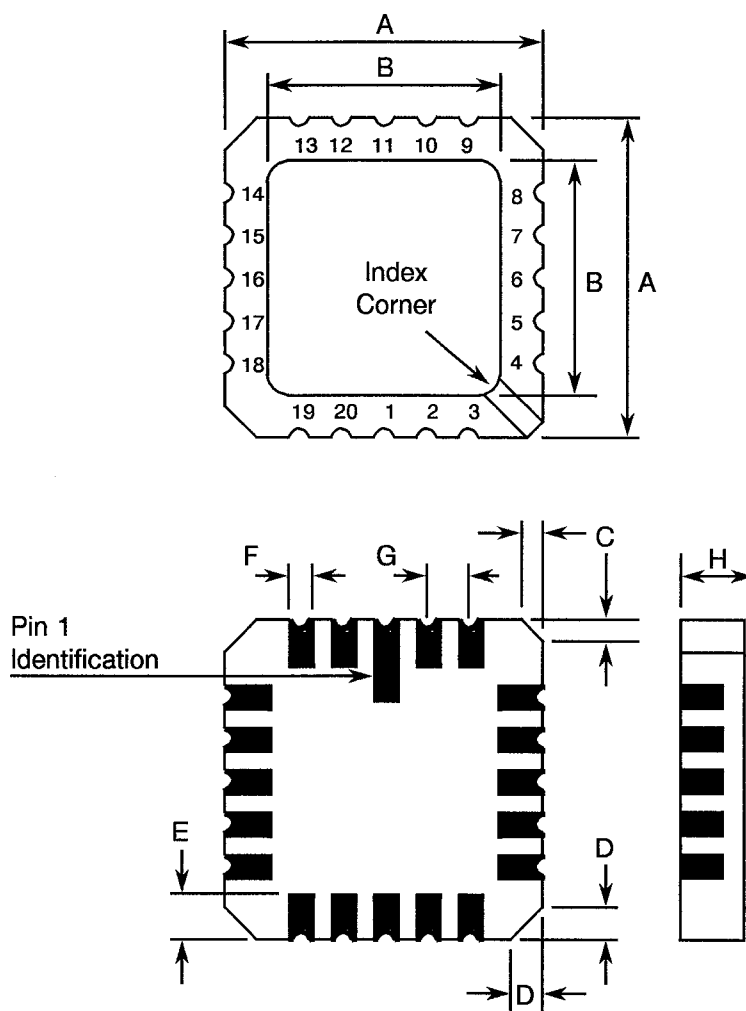 A
B
13 12 11 10 9
14 8
15 7
16 6
17 5
18 4
Index
Corner
B
A
19 20 1 2 3
F
G
C
H
Pin 1
Identification
E
D
D